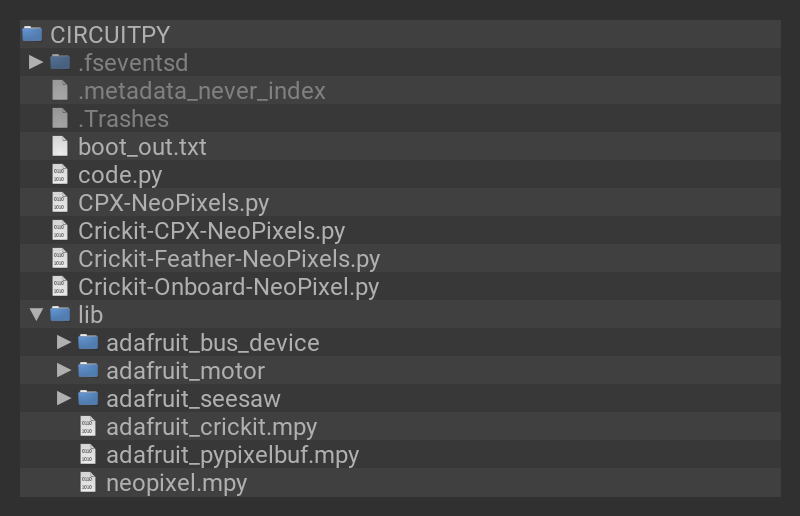 CIRCUITPY
.fseventsd
.metadata_never_index
.Trashes
boot_out.txt
code.py
CPX-NeoPixels.py
Crickit-CPX-NeoPixels.py
Crickit-Feather-NeoPixels.py
Crickit-Onboard-NeoPixel.py
lib
adafruit_bus_device
adafruit_motor
adafruit_seesaw
adafruit_crickit.mpy
adafruit_pypixelbuf.mpy
neopixel.mpy